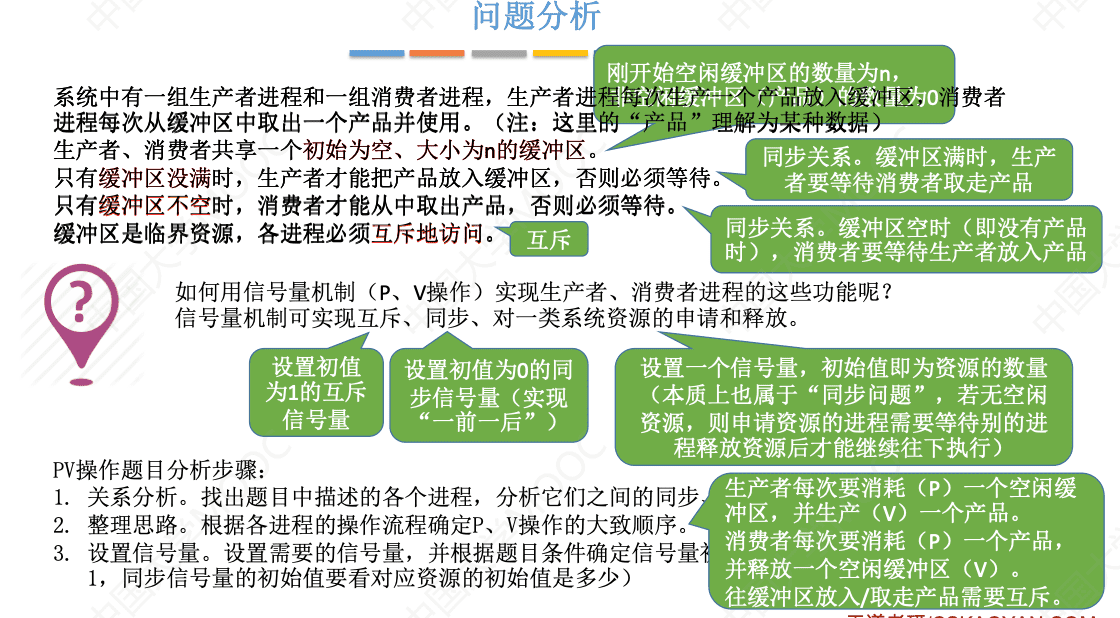 问题分析
刚开始空闲缓冲区的数量为n,
系统中有一组生产者进程和一组消费者进程，生产者进程每次生产一个产品放入缓冲区，消费者
进程每次从缓冲区中取出一个产品并使用。（注：这里的“产品”理解为某种数据）
生产者、消费者共享一个初始为空、大小为n的缓冲区。
只有缓冲区没满时，生产者才能把产品放入缓冲区，否则必须等待。
同步关系。缓冲区满时，生产
者要等待消费者取走产品
只有缓冲区不空时，消费者才能从中取出产品，否则必须等待。
同步关系。缓冲区空时（即没有产品
时），消费者要等待生产者放入产品
缓冲区是临界资源，各进程必须互斥地访问。
互斥
如何用信号量机制（P、V操作）实现生产者、消费者进程的这些功能呢？
信号量机制可实现互斥、同步、对一类系统资源的申请和释放。
设置初值
为1的互斥
信号量
设置初值为0的同
步信号量（实现
“一前一后”）
设置一个信号量，初始值即为资源的数量
（本质上也属于“同步问题”，若无空闲
资源，则申请资源的进程需要等待别的进
程释放资源后才能继续往下执行）
PV操作题目分析步骤：
1. 关系分析。找出题目中描述的各个进程，分析它们之间的同步
2. 整理思路。根据各进程的操作流程确定P、V操作的大致顺序。
3. 设置信号量。设置需要的信号量，并根据题目条件确定信号量
1，同步信号量的初始值要看对应资源的初始值是多少）
生产者每次要消耗（P）一个空闲缓
冲区，并生产（V）一个产品。
消费者每次要消耗（P）一个产品，
并释放一个空闲缓冲区（V）。
往缓冲区放入/取走产品需要互斥。